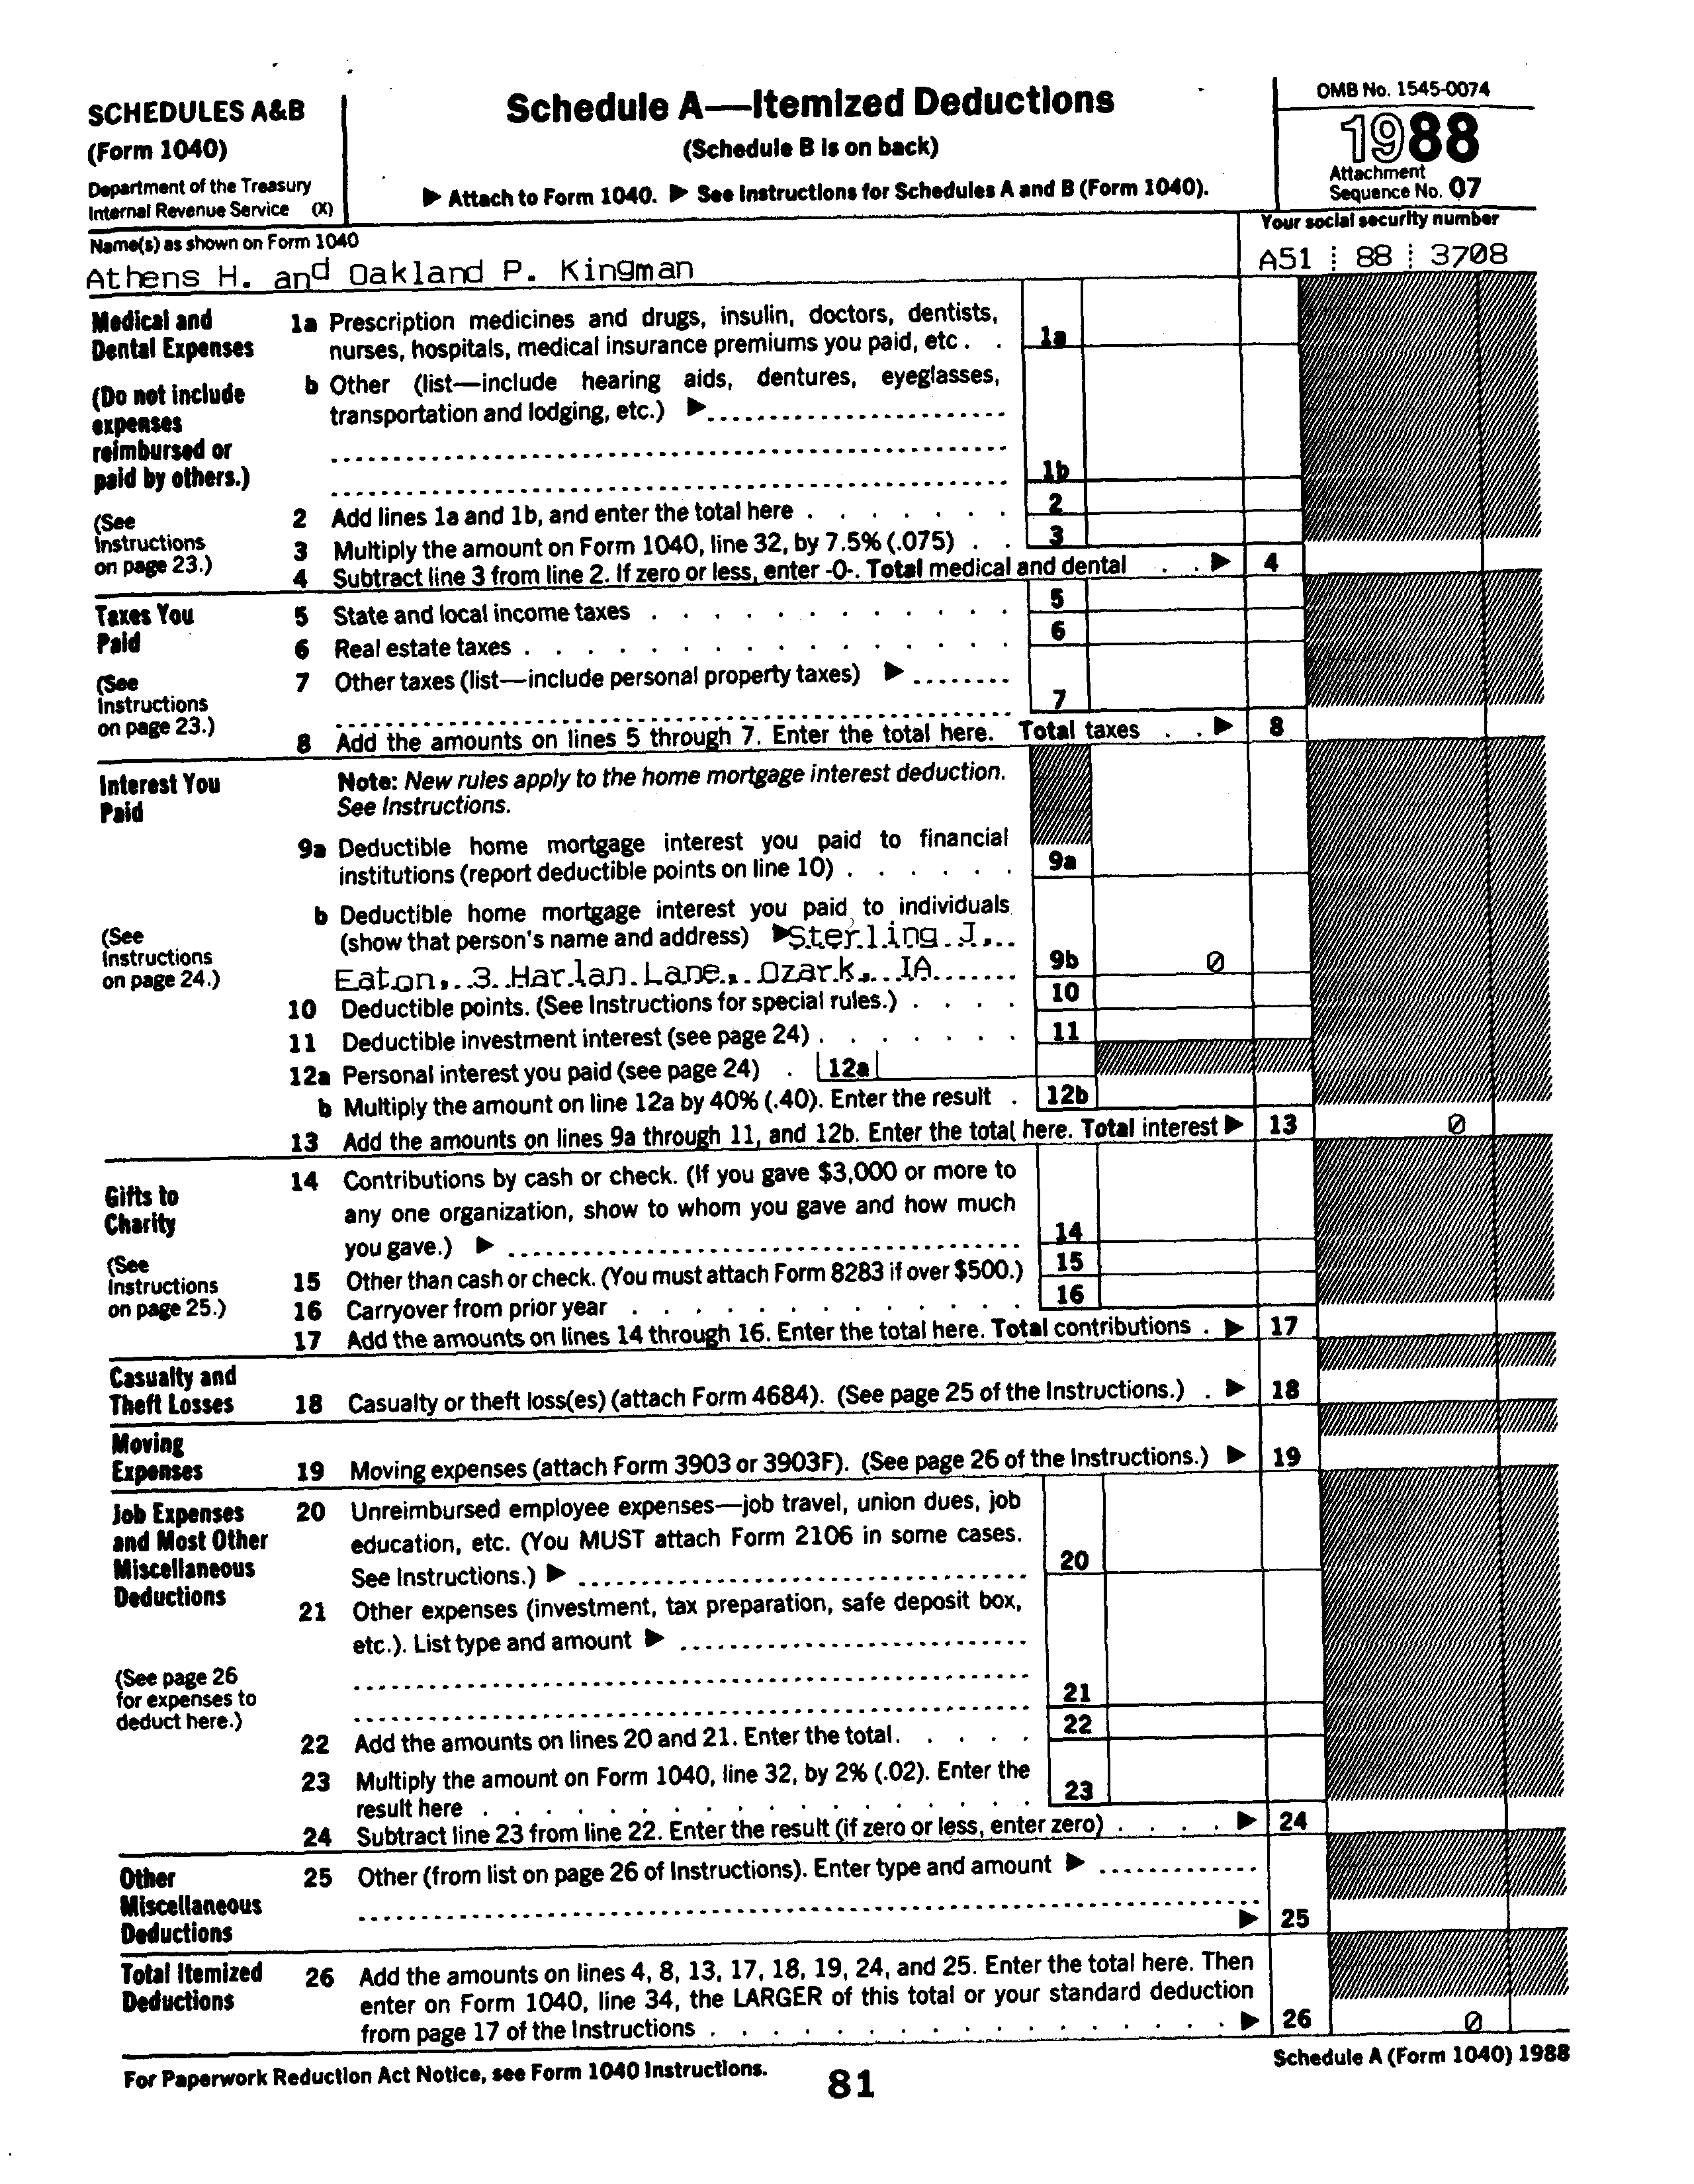 SCHEDULES A&B
(Form 1040)
Department of the Treasury
Internal Revenue Service (X)
Schedule A—Itemized Deductions
(Schedule B is on back)
▶ Attach to Form 1040. ▶ See Instructions for Schedules A and B (Form 1040).
OMB No. 1545-0074
1988
Attachment
Sequence No. 07
Name(s) as shown on Form 1040
Athens H. and Oakland P. Kingman
Your social security number
A51 88 3708
Medical and
Dental Expenses
(Do not include
expenses
reimbursed or
paid by others.)
(See
Instructions
on page 23.)
1a Prescription medicines and drugs, insulin, doctors, dentists,
nurses, hospitals, medical insurance premiums you paid, etc . . 1a
b Other (list—include hearing aids, dentures, eyeglasses,
transportation and lodging, etc.) ▶
1b
2 Add lines 1a and 1b, and enter the total here . . . . . . . 2
3 Multiply the amount on Form 1040, line 32, by 7.5% (.075) . . 3
4 Subtract line 3 from line 2. If zero or less, enter -0-. Total medical and dental . . ▶ 4
Taxes You
Paid
(See
Instructions
on page 23.)
5 State and local income taxes . . . . . . . . . . . . 5
6 Real estate taxes . . . . . . . . . . . . . . . . 6
7 Other taxes (list—include personal property taxes) ▶
7
8 Add the amounts on lines 5 through 7. Enter the total here. Total taxes . . ▶ 8
Interest You
Paid
(See
Instructions
on page 24.)
Note: New rules apply to the home mortgage interest deduction.
See Instructions.
9a Deductible home mortgage interest you paid to financial
institutions (report deductible points on line 10) . . . . . . 9a
b Deductible home mortgage interest you paid to individuals
(show that person's name and address) ▶Sterling J.
Eaton, 3 Harlan Lane, Ozark, IA 9b 0
10 Deductible points. (See Instructions for special rules.) . . . . 10
11 Deductible investment interest (see page 24) . . . . . . . 11
12a Personal interest you paid (see page 24) . 12a
b Multiply the amount on line 12a by 40% (.40). Enter the result . 12b
13 Add the amounts on lines 9a through 11, and 12b. Enter the total here. Total interest ▶ 13 0
Gifts to
Charity
(See
Instructions
on page 25.)
14 Contributions by cash or check. (If you gave $3,000 or more to
any one organization, show to whom you gave and how much
you gave.) ▶ 14
15 Other than cash or check. (You must attach Form 8283 if over $500.) 15
16 Carryover from prior year . . . . . . . . . . . . . 16
17 Add the amounts on lines 14 through 16. Enter the total here. Total contributions . ▶ 17
Casualty and
Theft Losses
18 Casualty or theft loss(es) (attach Form 4684). (See page 25 of the Instructions.) . ▶ 18
Moving
Expenses
19 Moving expenses (attach Form 3903 or 3903F). (See page 26 of the Instructions.) ▶ 19
Job Expenses
and Most Other
Miscellaneous
Deductions
(See page 26
for expenses to
deduct here.)
20 Unreimbursed employee expenses—job travel, union dues, job
education, etc. (You MUST attach Form 2106 in some cases.
See Instructions.) ▶ 20
21 Other expenses (investment, tax preparation, safe deposit box,
etc.). List type and amount ▶
21
22 Add the amounts on lines 20 and 21. Enter the total. . . . . 22
23 Multiply the amount on Form 1040, line 32, by 2% (.02). Enter the
result here . . . . . . . . . . . . . . . . . 23
24 Subtract line 23 from line 22. Enter the result (if zero or less, enter zero) . . . . ▶ 24
Other
Miscellaneous
Deductions
25 Other (from list on page 26 of Instructions). Enter type and amount ▶
▶ 25
Total Itemized
Deductions
26 Add the amounts on lines 4, 8, 13, 17, 18, 19, 24, and 25. Enter the total here. Then
enter on Form 1040, line 34, the LARGER of this total or your standard deduction
from page 17 of the Instructions . . . . . . . . . . . . . . . . . ▶ 26 0
For Paperwork Reduction Act Notice, see Form 1040 Instructions.
81
Schedule A (Form 1040) 1988